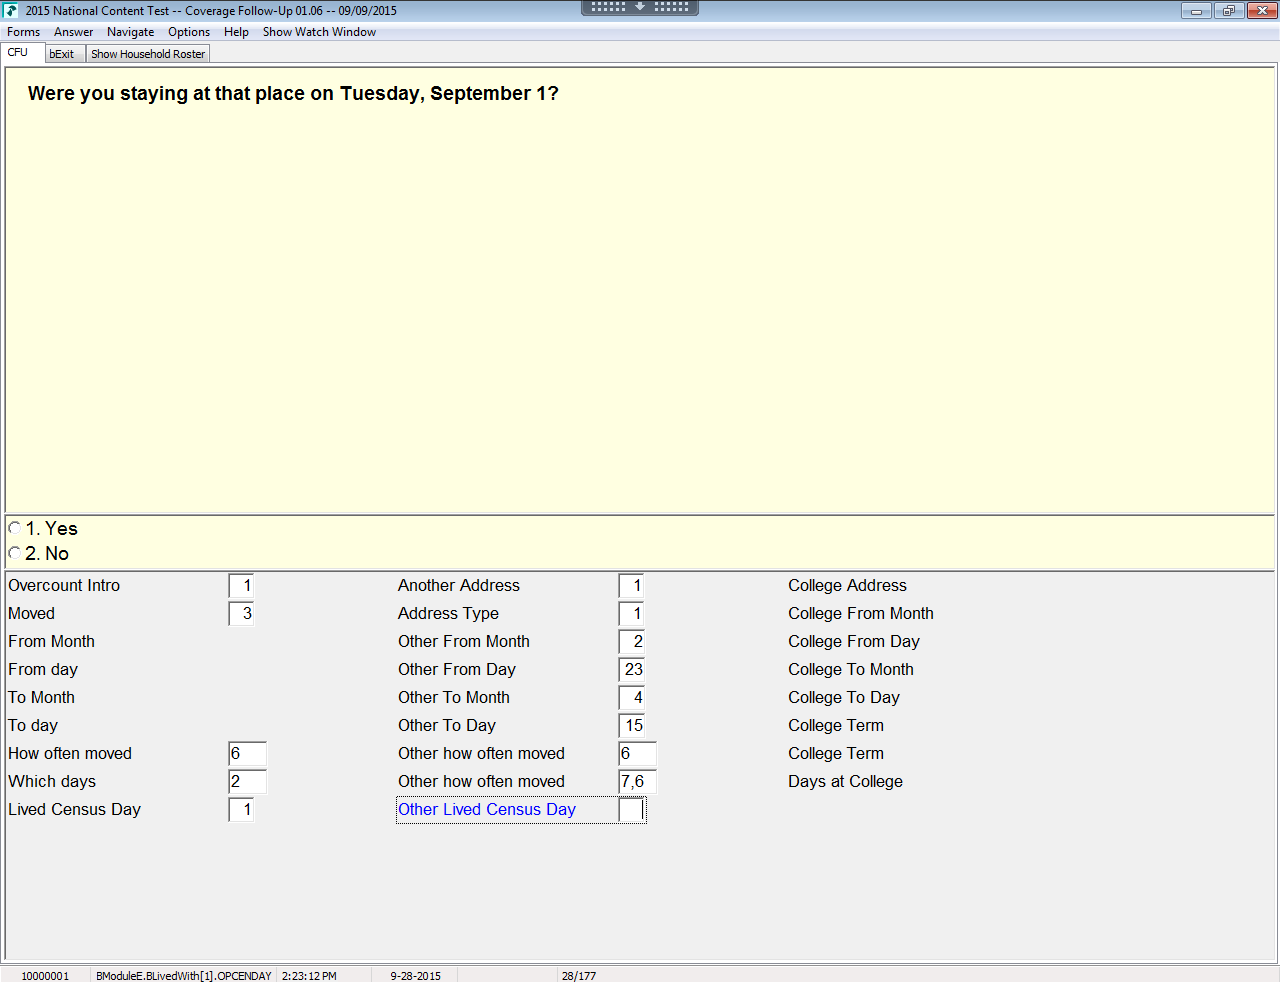 2015 National Content Test -- Coverage Follow-Up 01.06 -- 09/09/2015
Forms Answer Navigate Options Help Show Watch Window
CFU bExit Show Household Roster
Were you staying at that place on Tuesday, September 1?
1. Yes
2. No
Overcount Intro 1 Another Address 1 College Address
Moved 3 Address Type 1 College From Month
From Month Other From Month 2 College From Day
From day Other From Day 23 College To Month
To Month Other To Month 4 College To Day
To day Other To Day 15 College Term
How often moved 6 Other how often moved 6 College Term
Which days 2 Other how often moved 7,6 Days at College
Lived Census Day 1 Other Lived Census Day
10000001 BModuleE.BLivedWith[1].OPCENDAY 2:23:12 PM 9-28-2015 28/177